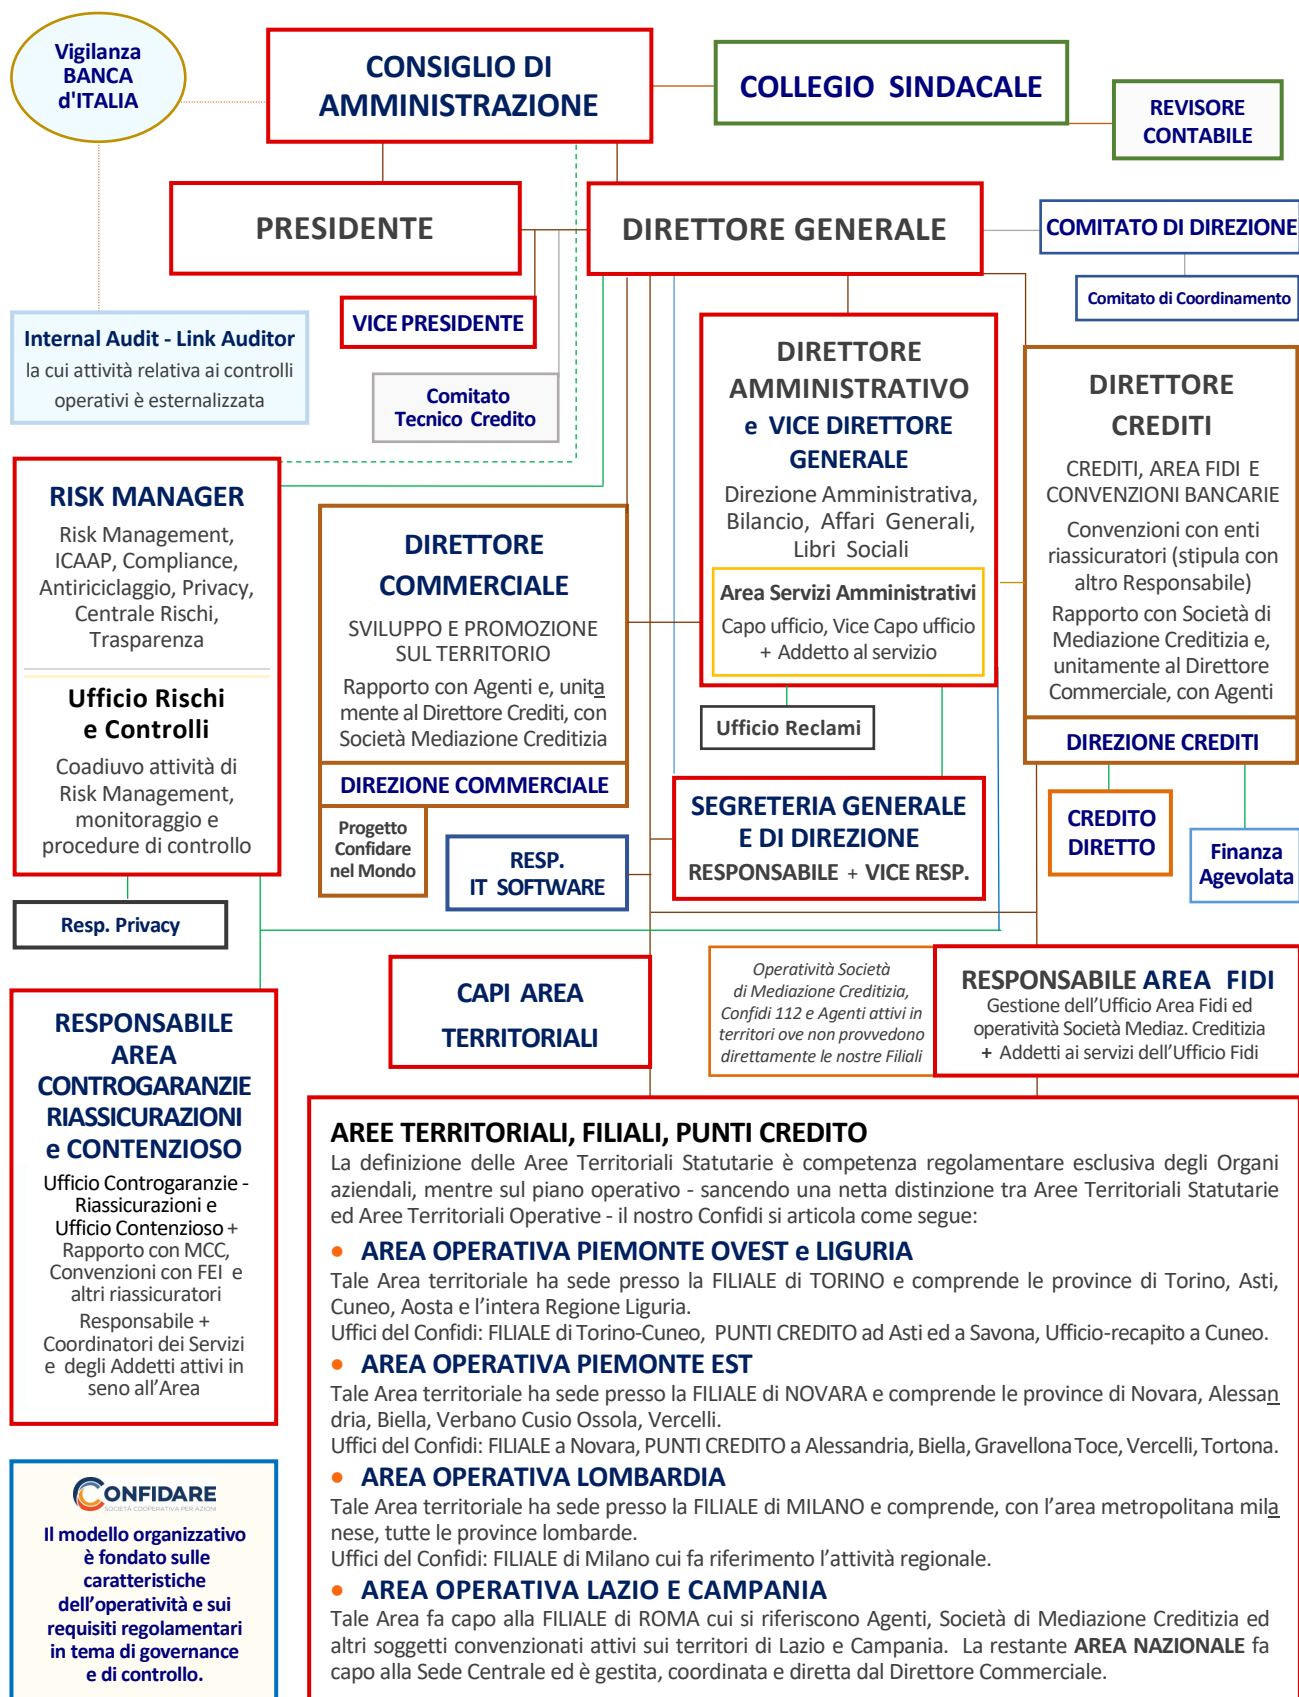 Vigilanza
BANCA
d'ITALIA
CONSIGLIO DI
AMMINISTRAZIONE
COLLEGIO SINDACALE
REVISORE
CONTABILE
PRESIDENTE
DIRETTORE GENERALE
COMITATO DI DIREZIONE
Comitato di Coordinamento
VICE PRESIDENTE
Internal Audit - Link Auditor
la cui attività relativa ai controlli
operativi è esternalizzata
Comitato
Tecnico Credito
DIRETTORE
AMMINISTRATIVO
e VICE DIRETTORE
GENERALE
Direzione Amministrativa,
Bilancio, Affari Generali,
Libri Sociali
Area Servizi Amministrativi
Capo ufficio, Vice Capo ufficio
+ Addetto al servizio
DIRETTORE
CREDITI
CREDITI, AREA FIDI E
CONVENZIONI BANCARIE
Convenzioni con enti
riassicuratori (stipula con
altro Responsabile)
Rapporto con Società di
Mediazione Creditizia e,
unitamente al Direttore
Commerciale, con Agenti
DIREZIONE CREDITI
RISK MANAGER
Risk Management,
ICAAP, Compliance,
Antiriciclaggio, Privacy,
Centrale Rischi,
Trasparenza
Ufficio Rischi
e Controlli
Coadiuvo attività di
Risk Management,
monitoraggio e
procedure di controllo
DIRETTORE
COMMERCIALE
SVILUPPO E PROMOZIONE
SUL TERRITORIO
Rapporto con Agenti e, unita
mente al Direttore Crediti, con
Società Mediazione Creditizia
DIREZIONE COMMERCIALE
Progetto
Confidare
nel Mondo
Ufficio Reclami
SEGRETERIA GENERALE
E DI DIREZIONE
RESPONSABILE + VICE RESP.
RESP.
IT SOFTWARE
CREDITO
DIRETTO
Finanza
Agevolata
Resp. Privacy
CAPI AREA
TERRITORIALI
Operatività Società
di Mediazione Creditizia,
Confidi 112 e Agenti attivi in
territori ove non provvedono
direttamente le nostre Filiali
RESPONSABILE AREA FIDI
Gestione dell’Ufficio Area Fidi ed
operatività Società Mediaz. Creditizia
+ Addetti ai servizi dell’Ufficio Fidi
RESPONSABILE
AREA
CONTROGARANZIE
RIASSICURAZIONI
e CONTENZIOSO
Ufficio Controgaranzie -
Riassicurazioni e
Ufficio Contenzioso +
Rapporto con MCC,
Convenzioni con FEI e
altri riassicuratori
Responsabile +
Coordinatori dei Servizi
e degli Addetti attivi in
seno all’Area
AREE TERRITORIALI, FILIALI, PUNTI CREDITO
La definizione delle Aree Territoriali Statutarie è competenza regolamentare esclusiva degli Organi
aziendali, mentre sul piano operativo - sancendo una netta distinzione tra Aree Territoriali Statutarie
ed Aree Territoriali Operative - il nostro Confidi si articola come segue:
• AREA OPERATIVA PIEMONTE OVEST e LIGURIA
Tale Area territoriale ha sede presso la FILIALE di TORINO e comprende le province di Torino, Asti,
Cuneo, Aosta e l’intera Regione Liguria.
Uffici del Confidi: FILIALE di Torino-Cuneo, PUNTI CREDITO ad Asti ed a Savona, Ufficio-recapito a Cuneo.
• AREA OPERATIVA PIEMONTE EST
Tale Area territoriale ha sede presso la FILIALE di NOVARA e comprende le province di Novara, Alessan
dria, Biella, Verbano Cusio Ossola, Vercelli.
Uffici del Confidi: FILIALE a Novara, PUNTI CREDITO a Alessandria, Biella, Gravellona Toce, Vercelli, Tortona.
• AREA OPERATIVA LOMBARDIA
Tale Area territoriale ha sede presso la FILIALE di MILANO e comprende, con l’area metropolitana mila
nese, tutte le province lombarde.
Uffici del Confidi: FILIALE di Milano cui fa riferimento l’attività regionale.
• AREA OPERATIVA LAZIO E CAMPANIA
Tale Area fa capo alla FILIALE di ROMA cui si riferiscono Agenti, Società di Mediazione Creditizia ed
altri soggetti convenzionati attivi sui territori di Lazio e Campania. La restante AREA NAZIONALE fa
capo alla Sede Centrale ed è gestita, coordinata e diretta dal Direttore Commerciale.
CONFIDARE
SOCIETÀ COOPERATIVA PER AZIONI
Il modello organizzativo
è fondato sulle
caratteristiche
dell’operatività e sui
requisiti regolamentari
in tema di governance
e di controllo.